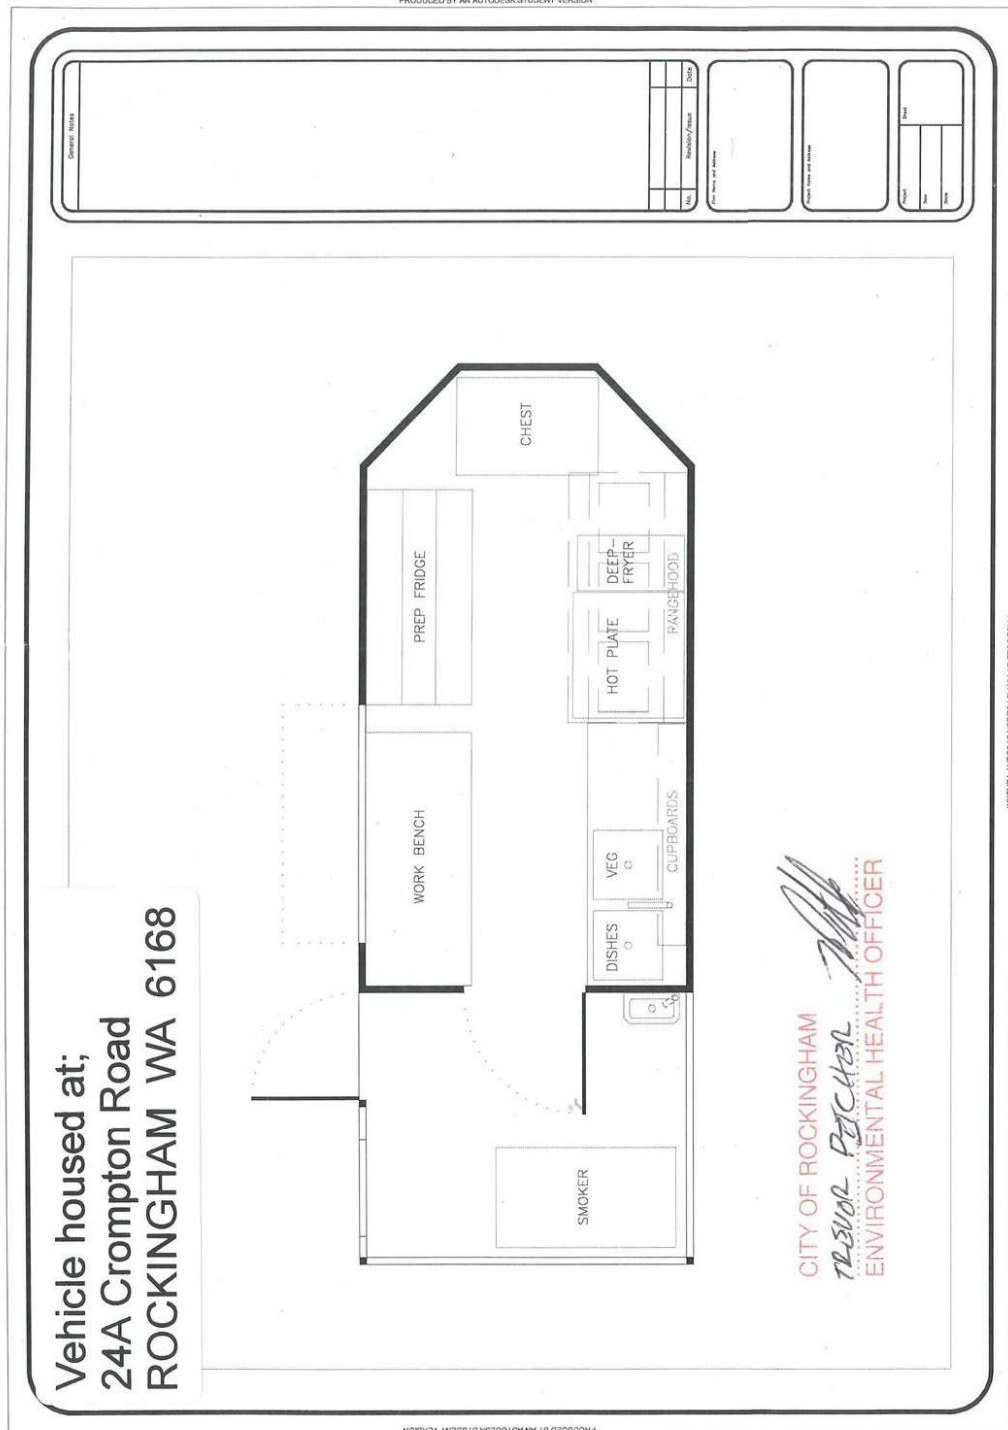 PRODUCED BY AN AUTODESK STUDENT VERSION
Vehicle housed at;
24A Crompton Road
ROCKINGHAM WA 6168
General Notes
No.
Revision/Issue
Date
Firm Name and Address
Project Name and Address
Project
Date
Scale
Sheet
WORK BENCH
PREP FRIDGE
CHEST
SMOKER
DISHES
VEG
CUPBOARDS
HOT PLATE
DEEP-
FRYER
RANGEHOOD
CITY OF ROCKINGHAM
TREVOR PITCHER
ENVIRONMENTAL HEALTH OFFICER
PRODUCED BY AN AUTODESK STUDENT VERSION